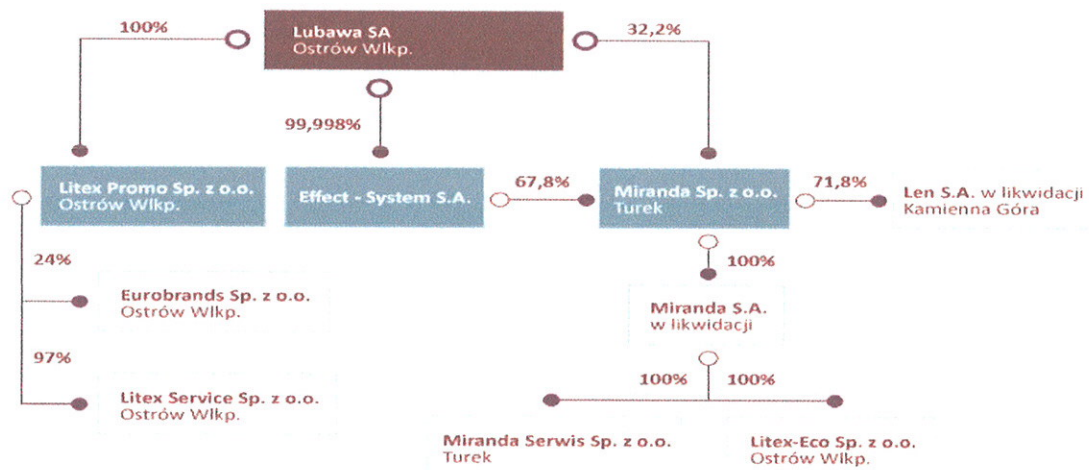 100%
Lubawa SA
Ostrów Wlkp.
32,2%
99,998%
Litex Promo Sp. z o.o.
Ostrów Wlkp.
Effect - System S.A.
67,8%
Miranda Sp. z o.o.
Turek
71,8%
Len S.A. w likwidacji
Kamienna Góra
24%
100%
Eurobrands Sp. z o.o.
Ostrów Wlkp.
Miranda S.A.
w likwidacji
97%
100%
100%
Litex Service Sp. z o.o.
Ostrów Wlkp.
Miranda Serwis Sp. z o.o.
Turek
Litex-Eco Sp. z o.o.
Ostrów Wlkp.